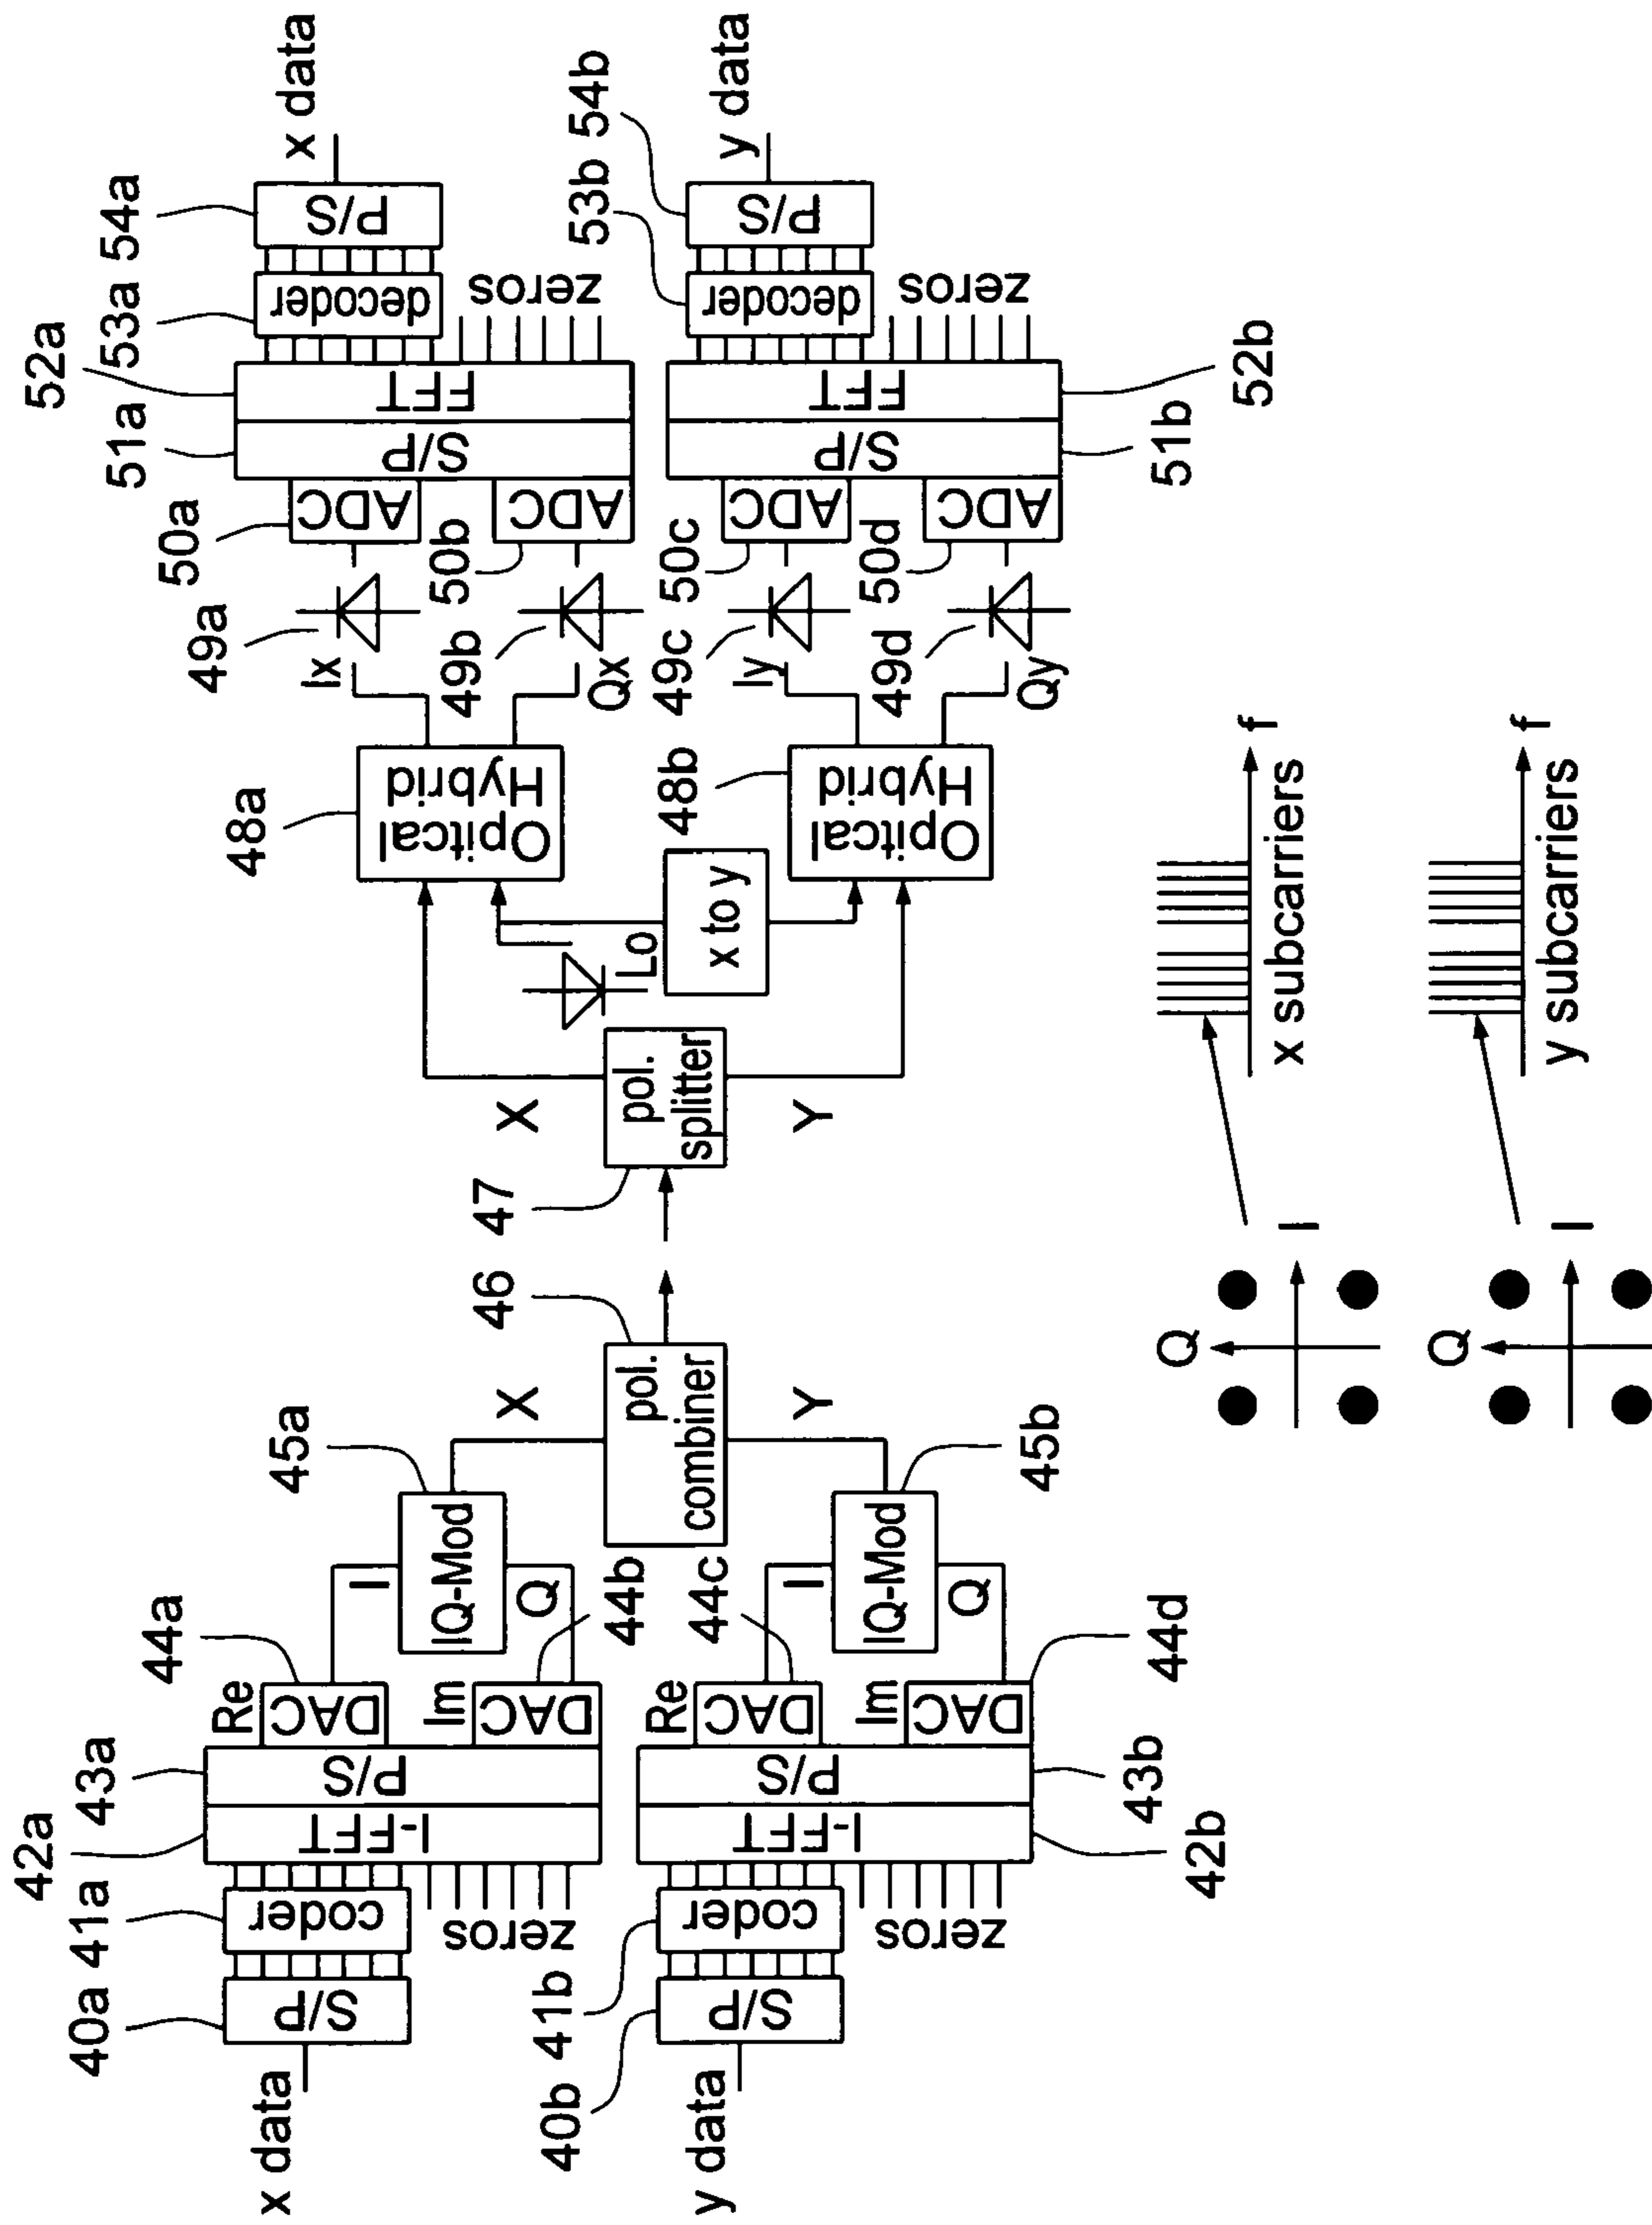 x data
40a
S/P
41a
coder
zeros
42a
I-FFT
43a
P/S
Re
DAC
44a
Im
DAC
44b
I
Q
IQ-Mod
45a
X
y data
40b
S/P
41b
coder
zeros
42b
I-FFT
43b
P/S
Re
DAC
44c
Im
DAC
44d
I
Q
IQ-Mod
45b
Y
pol.
combiner
46
47
pol.
splitter
X
Y
Lo
x to y
48a
Opitcal
Hybrid
48b
Opitcal
Hybrid
Ix
49a
Qx
49b
Iy
49c
Qy
49d
50a
ADC
50b
ADC
51a
S/P
52a
FFT
zeros
53a
decoder
54a
P/S
x data
50c
ADC
50d
ADC
51b
S/P
52b
FFT
zeros
53b
decoder
54b
P/S
y data
Q
I
f
x subcarriers
Q
I
f
y subcarriers